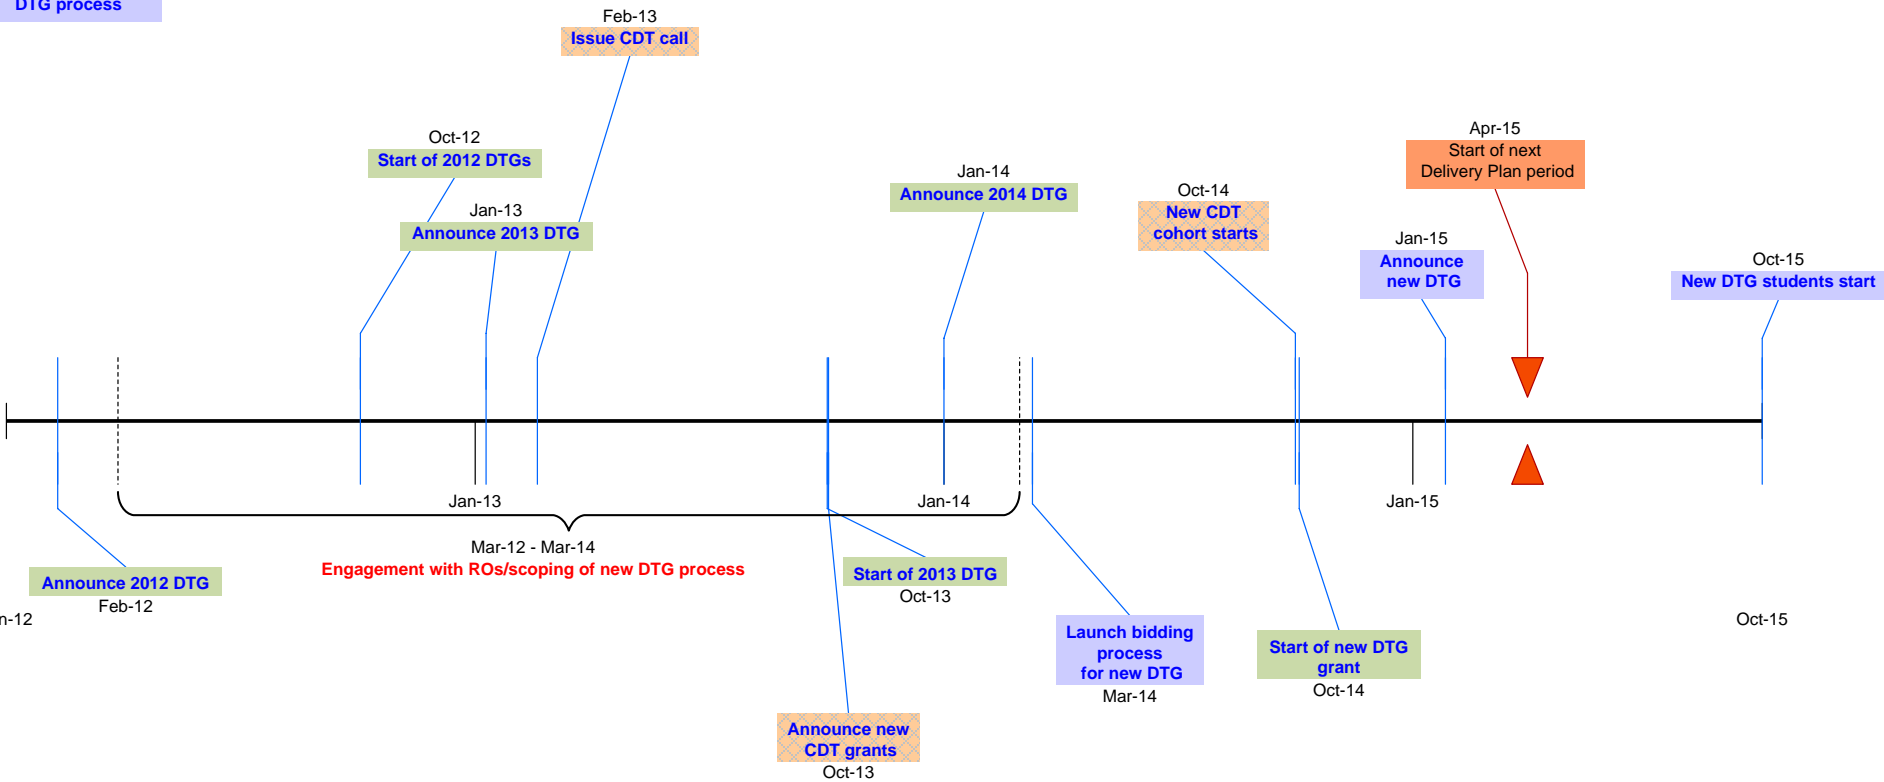 DTG process
Feb-13
Issue CDT call
Oct-12
Start of 2012 DTGs
Jan-13
Announce 2013 DTG
Jan-14
Announce 2014 DTG
Oct-14
New CDT
cohort starts
Apr-15
Start of next
Delivery Plan period
Jan-15
Announce
new DTG
Oct-15
New DTG students start
Jan-13
Jan-14
Jan-15
Mar-12 - Mar-14
Engagement with ROs/scoping of new DTG process
Announce 2012 DTG
Feb-12
n-12
Start of 2013 DTG
Oct-13
Launch bidding
process
for new DTG
Mar-14
Start of new DTG
grant
Oct-14
Oct-15
Announce new
CDT grants
Oct-13